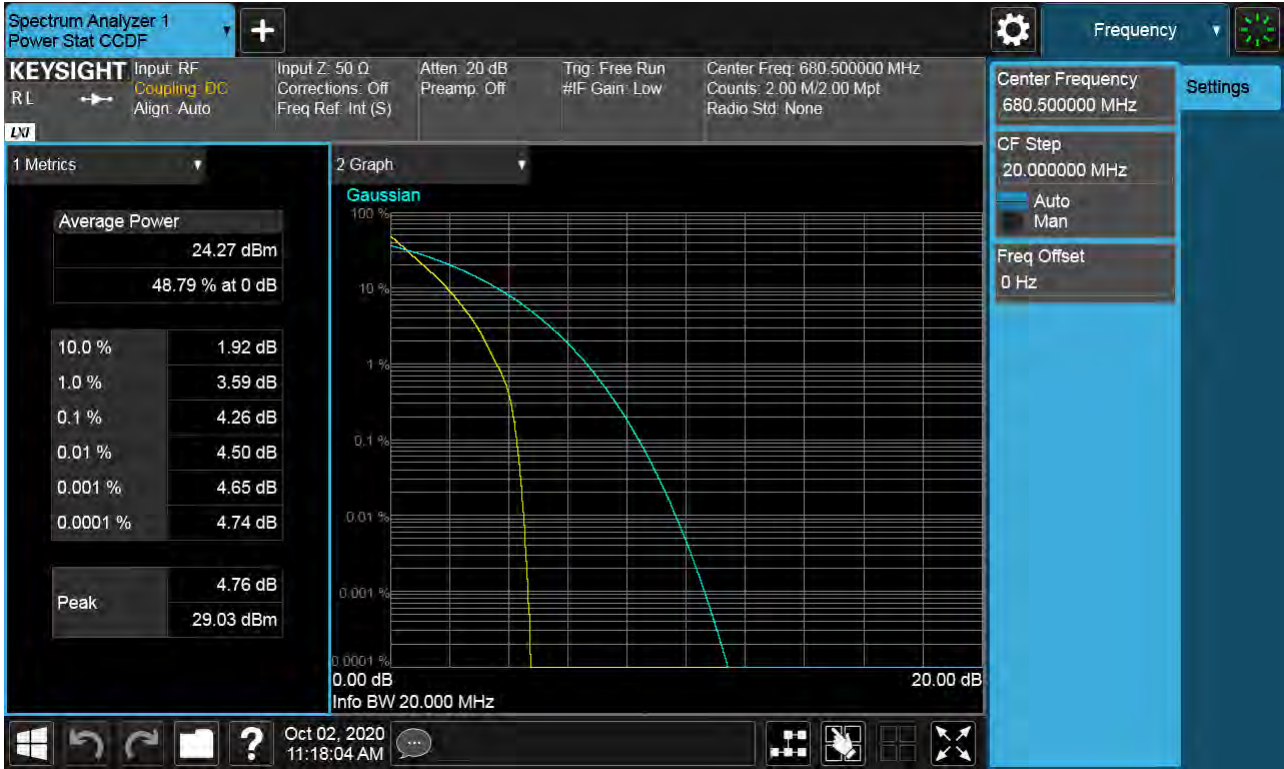 Spectrum Analyzer 1
Power Stat CCDF
Frequency
KEYSIGHT
R L
LXI
Input: RF
Coupling: DC
Align: Auto
Input Z: 50 Ω
Corrections: Off
Freq Ref: Int (S)
Atten: 20 dB
Preamp: Off
Trig: Free Run
#IF Gain: Low
Center Freq: 680.500000 MHz
Counts: 2.00 M/2.00 Mpt
Radio Std: None
Center Frequency
680.500000 MHz
Settings
CF Step
20.000000 MHz
Auto
Man
Freq Offset
0 Hz
1 Metrics
Average Power
24.27 dBm
48.79 % at 0 dB
10.0 % 1.92 dB
1.0 % 3.59 dB
0.1 % 4.26 dB
0.01 % 4.50 dB
0.001 % 4.65 dB
0.0001 % 4.74 dB
Peak
4.76 dB
29.03 dBm
2 Graph
Gaussian
100 %
10 %
1 %
0.1 %
0.01 %
0.001 %
0.0001 %
0.00 dB 20.00 dB
Info BW 20.000 MHz
?
Oct 02, 2020
11:18:04 AM